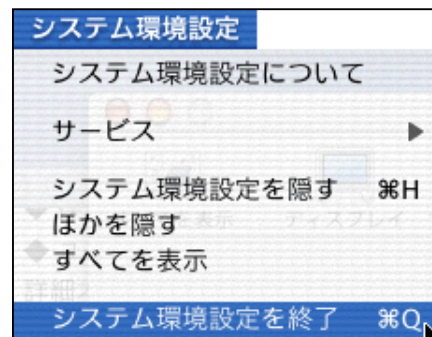 システム環境設定
システム環境設定について
サービス
システム環境設定を隠す ⌘H
ほかを隠す
すべてを表示
システム環境設定を終了 ⌘Q